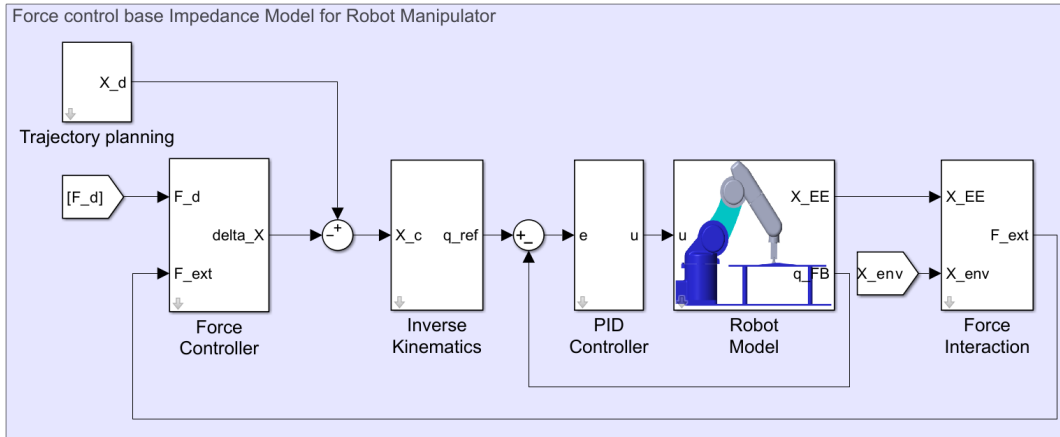 Force control base Impedance Model for Robot Manipulator
X_d
Trajectory planning
[F_d]
F_d
delta_X
F_ext
Force
Controller
X_c
q_ref
Inverse
Kinematics
e
u
PID
Controller
u
X_EE
q_FB
Robot
Model
X_env
X_EE
F_ext
X_env
Force
Interaction